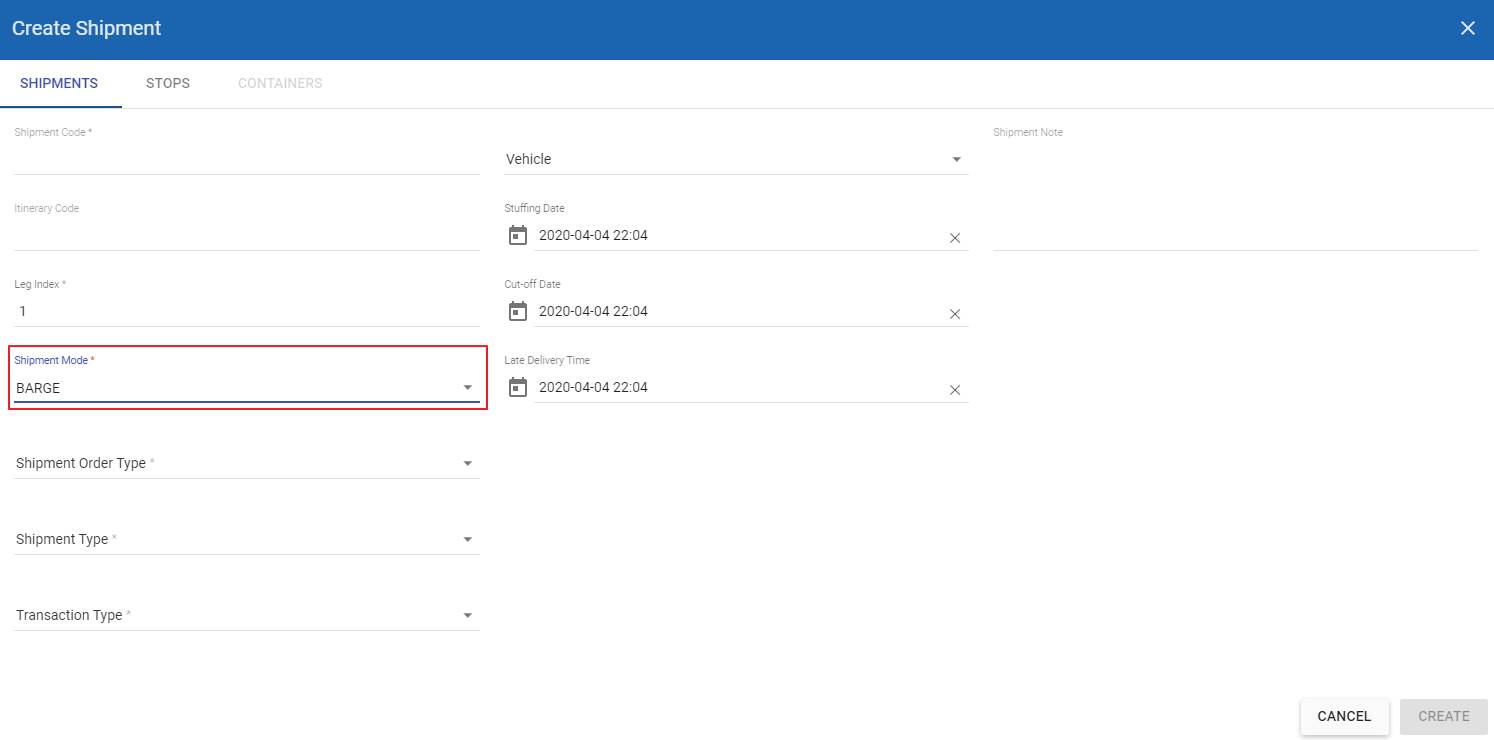 Create Shipment
SHIPMENTS STOPS CONTAINERS
Shipment Code *
Vehicle
Shipment Note
Itinerary Code
Stuffing Date
2020-04-04 22:04
Leg Index *
1
Cut-off Date
2020-04-04 22:04
Shipment Mode *
BARGE
Late Delivery Time
2020-04-04 22:04
Shipment Order Type *
Shipment Type *
Transaction Type *
CANCEL CREATE